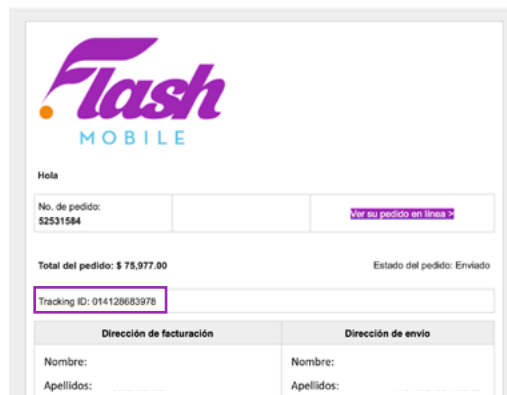 Flash
MOBILE
Hola
No. de pedido:
52531584
Ver su pedido en línea >
Total del pedido: $ 75,977.00
Estado del pedido: Enviado
Tracking ID: 014128683978
Dirección de facturación
Dirección de envío
Nombre:
Nombre:
Apellidos:
Apellidos: